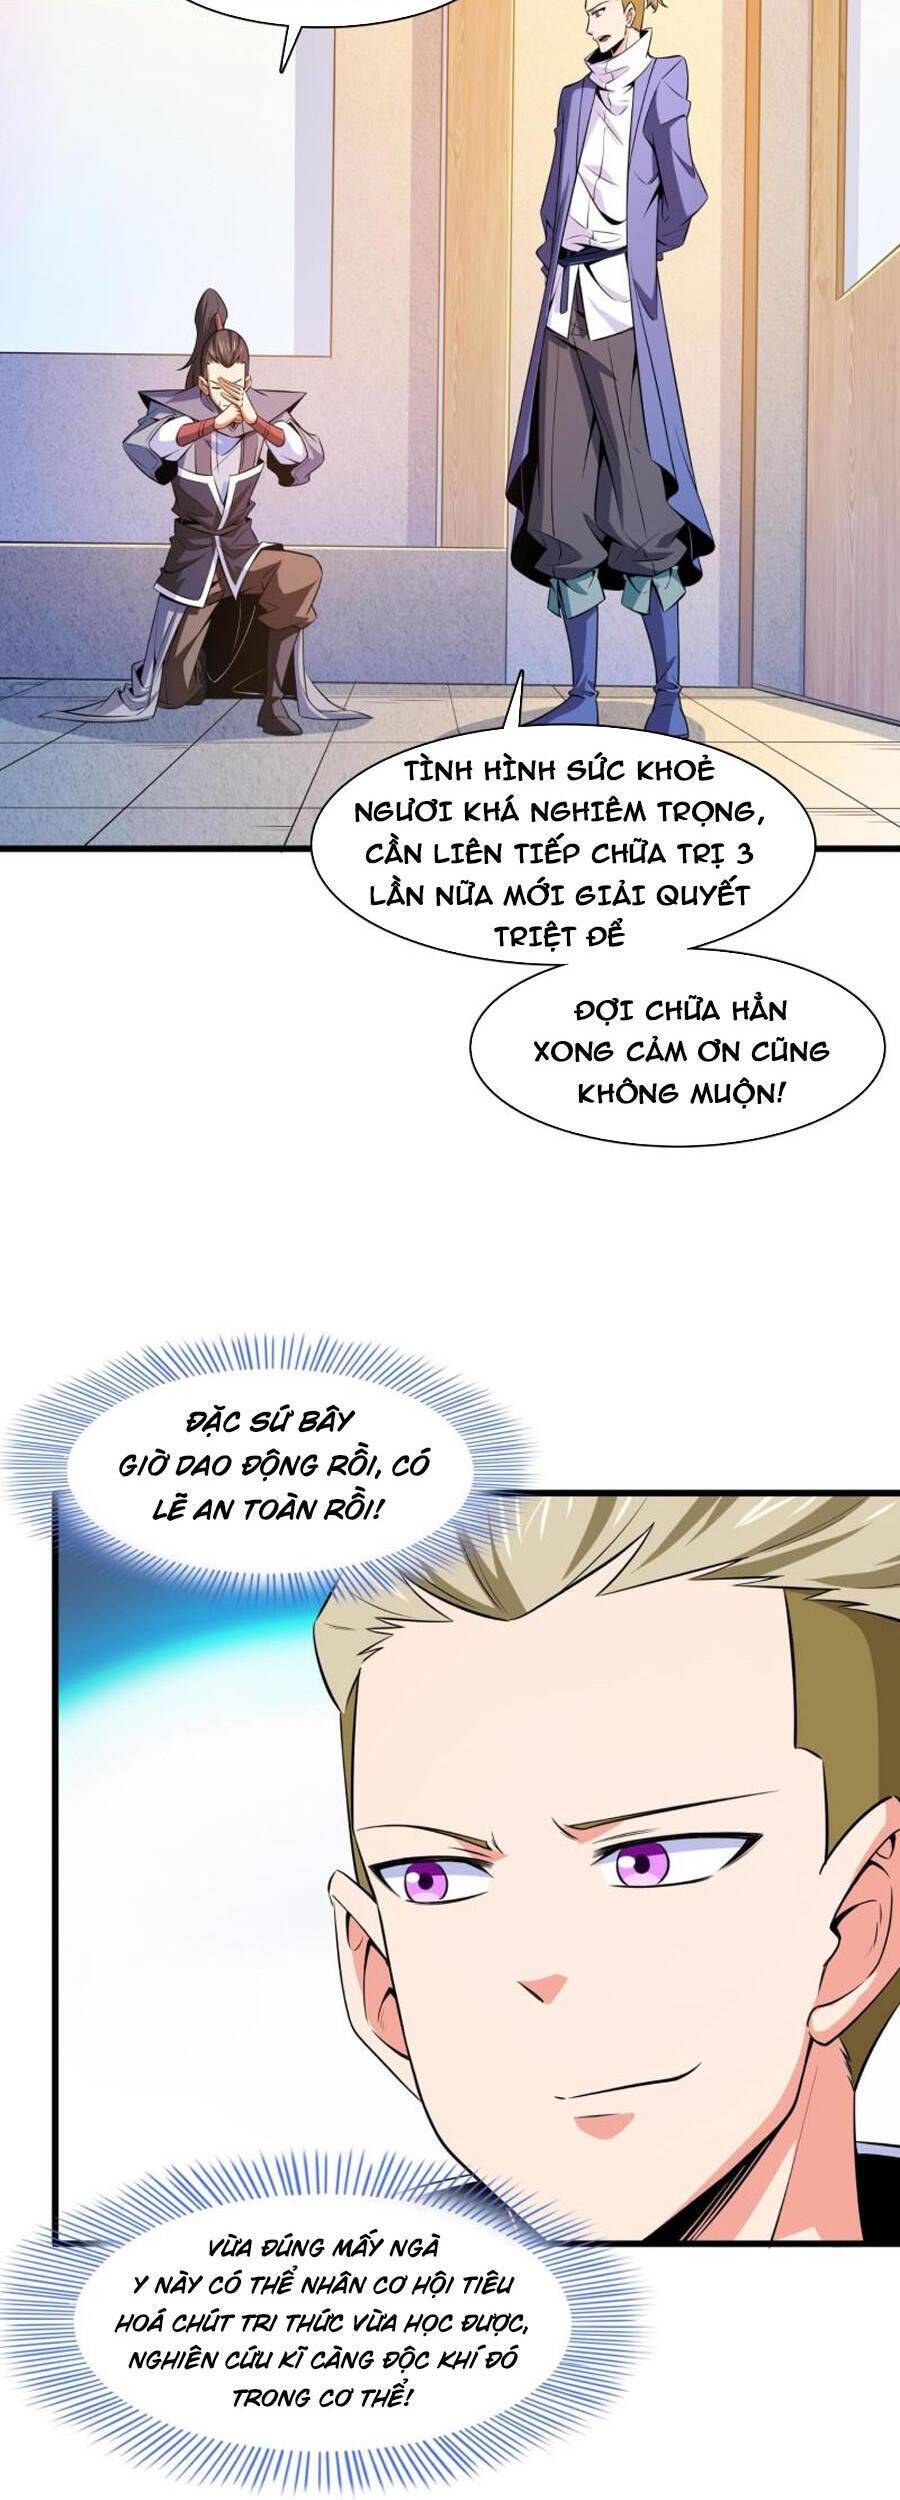 TÌNH HÌNH SỨC KHOẺ
NGƯƠI KHÁ NGHIÊM TRỌNG,
CẦN LIÊN TIẾP CHỮA TRỊ 3
LẦN NỮA MỚI GIẢI QUYẾT
TRIỆT ĐỂ
ĐỢI CHỮA HẲN
XONG CẢM ƠN CŨNG
KHÔNG MUỘN!
ĐẶC SỨ BÂY
GIỜ DAO ĐỘNG RỒI, CÓ
LẼ AN TOÀN RỒI!
VỪA ĐÚNG MẤY NGÀ
Y NÀY CÓ THỂ NHÂN CƠ HỘI TIÊU
HOÁ CHÚT TRI THỨC VỪA HỌC ĐƯỢC,
NGHIÊN CỨU KĨ CÀNG ĐỘC KHÍ ĐÓ
TRONG CƠ THỂ!